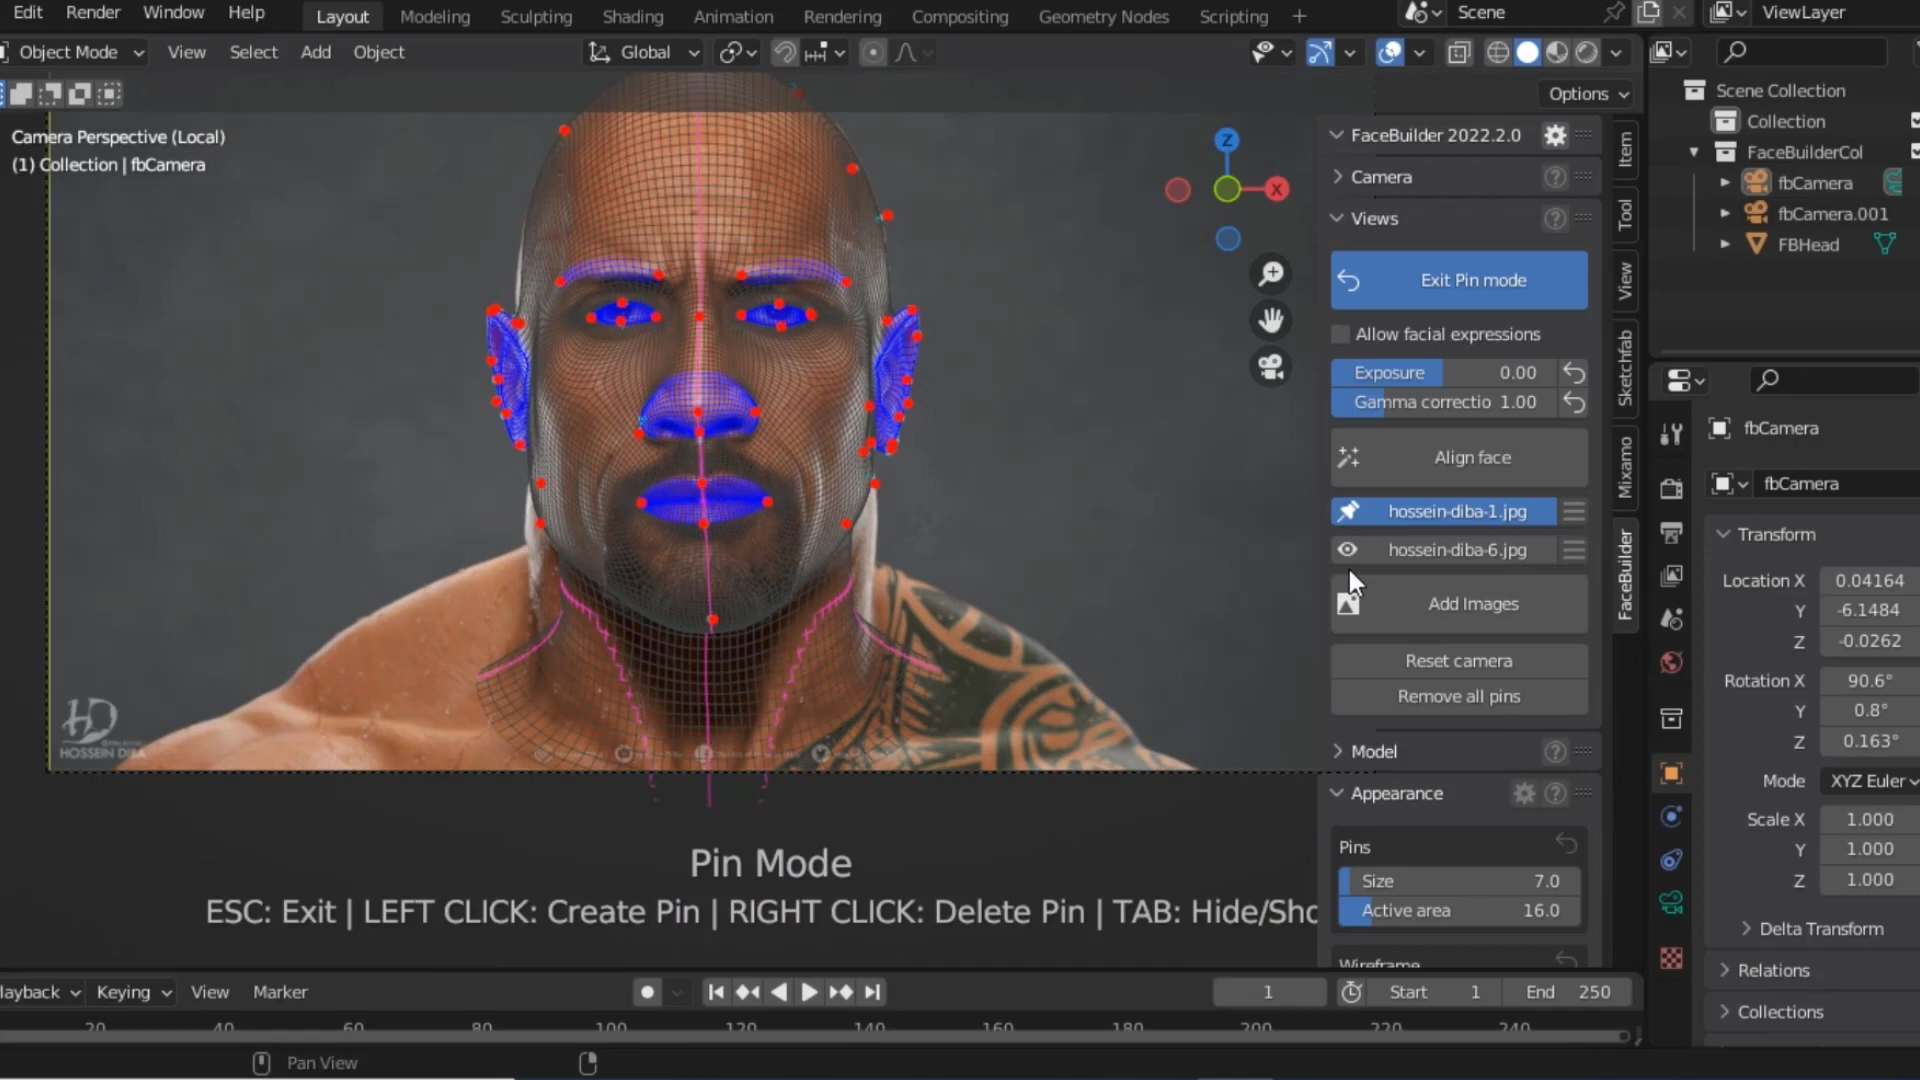 Edit Render Window Help Layout Modeling Sculpting Shading Animation Rendering Compositing Geometry Nodes Scripting + Scene ViewLayer
Object Mode View Select Add Object Global
Options
Camera Perspective (Local)
(1) Collection | fbCamera
Z
X
FaceBuilder 2022.2.0
Camera
Views
Exit Pin mode
Allow facial expressions
Exposure 0.00
Gamma correctio 1.00
Align face
hossein-diba-1.jpg
hossein-diba-6.jpg
Add Images
Reset camera
Remove all pins
Model
Appearance
Pins
Size 7.0
Active area 16.0
Wireframe
Item
Tool
View
Sketchfab
Mixamo
FaceBuilder
Scene Collection
Collection
FaceBuilderCol
fbCamera
fbCamera.001
FBHead
fbCamera
fbCamera
Transform
Location X 0.04164
Y -6.1484
Z -0.0262
Rotation X 90.6°
Y 0.8°
Z 0.163°
Mode XYZ Euler
Scale X 1.000
Y 1.000
Z 1.000
Delta Transform
Relations
Collections
HD
HOSSEIN DIBA
Pin Mode
ESC: Exit | LEFT CLICK: Create Pin | RIGHT CLICK: Delete Pin | TAB: Hide/Sho
layback Keying View Marker 1 Start 1 End 250
20 40 60 80 100 120 140 160 180 200 220 240
Pan View